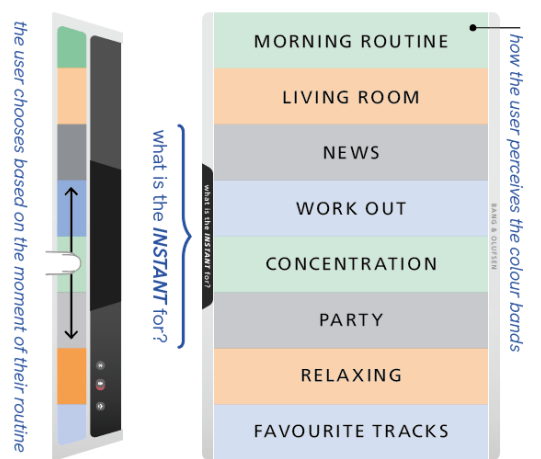 the user chooses based on the moment of their routine
what is the INSTANT for?
what is the INSTANT for?
MORNING ROUTINE
LIVING ROOM
NEWS
WORK OUT
CONCENTRATION
PARTY
RELAXING
FAVOURITE TRACKS
BANG & OLUFSEN
how the user perceives the colour bands